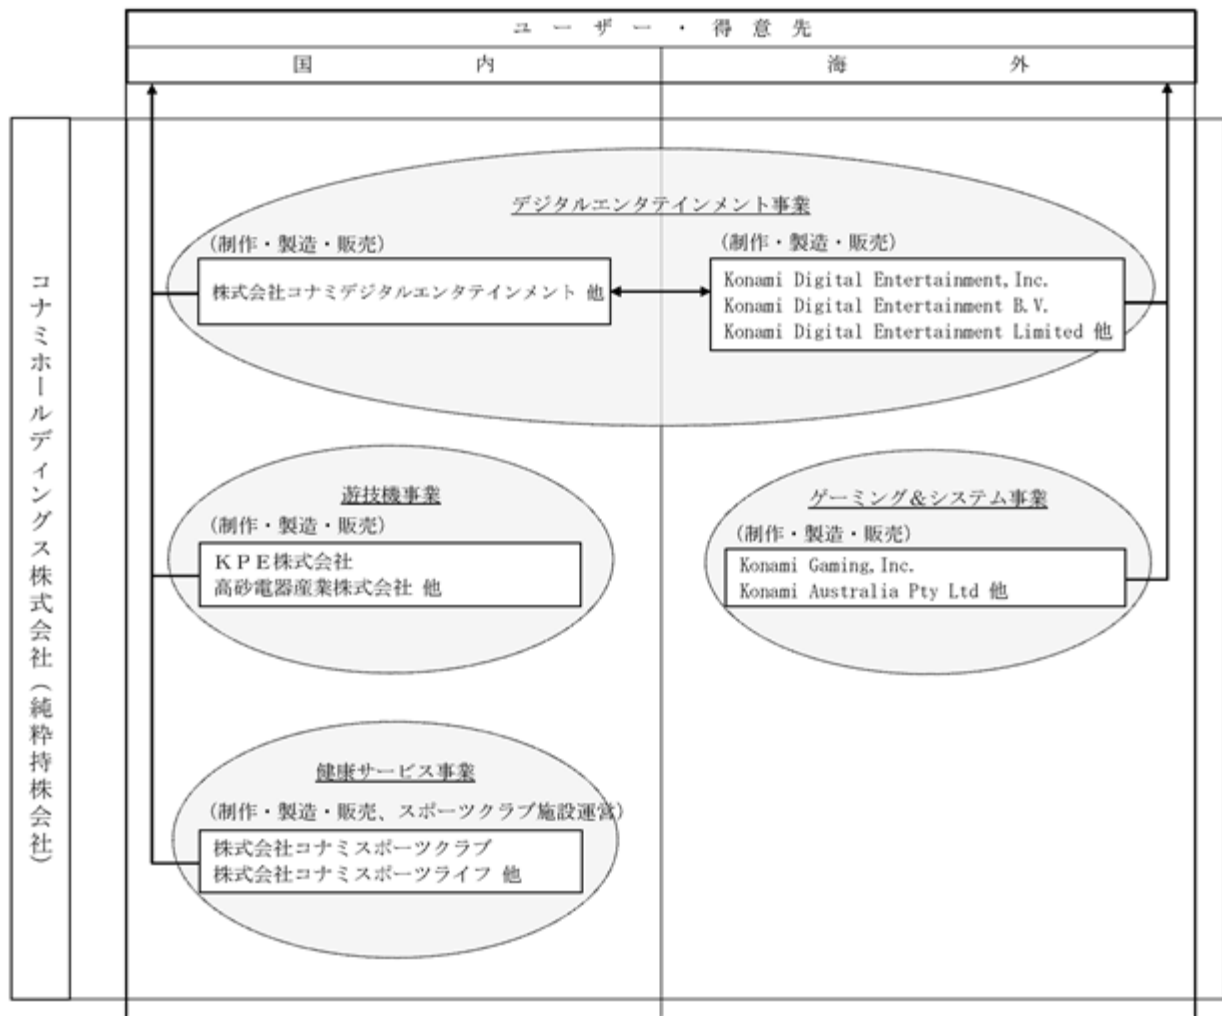 ユーザー・得意先
国内
海外
コナミホールディングス株式会社（純粋持株会社）
デジタルエンタテインメント事業
(制作・製造・販売)
株式会社コナミデジタルエンタテインメント 他
(制作・製造・販売)
Konami Digital Entertainment,Inc.
Konami Digital Entertainment B.V.
Konami Digital Entertainment Limited 他
遊技機事業
(制作・製造・販売)
ＫＰＥ株式会社
高砂電器産業株式会社 他
ゲーミング＆システム事業
(制作・製造・販売)
Konami Gaming,Inc.
Konami Australia Pty Ltd 他
健康サービス事業
(制作・製造・販売、スポーツクラブ施設運営)
株式会社コナミスポーツクラブ
株式会社コナミスポーツライフ 他